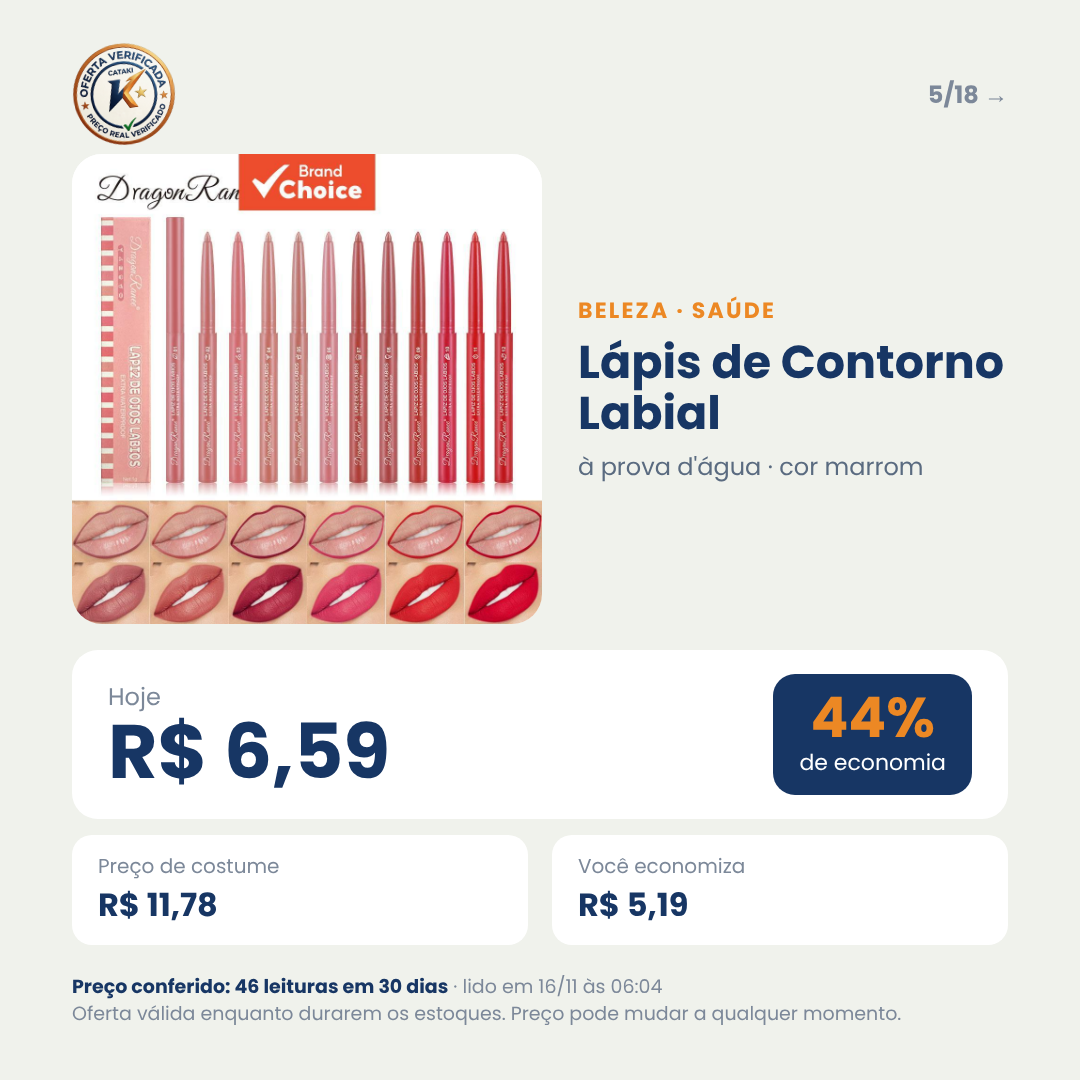 OFERTA VERIFICADA
CATAKI
PREÇO REAL VERIFICADO
5/18 →
DragonRan
Brand
Choice
DragonRanee
LAPIZ DE OJOS LABIOS
Hoje
BELEZA · SAÚDE
Lápis de Contorno
Labial
à prova d'água · cor marrom
R$ 6,59
44%
de economia
Preço de costume
R$ 11,78
Você economiza
R$ 5,19
Preço conferido: 46 leituras em 30 dias · lido em 16/11 às 06:04
Oferta válida enquanto durarem os estoques. Preço pode mudar a qualquer momento.